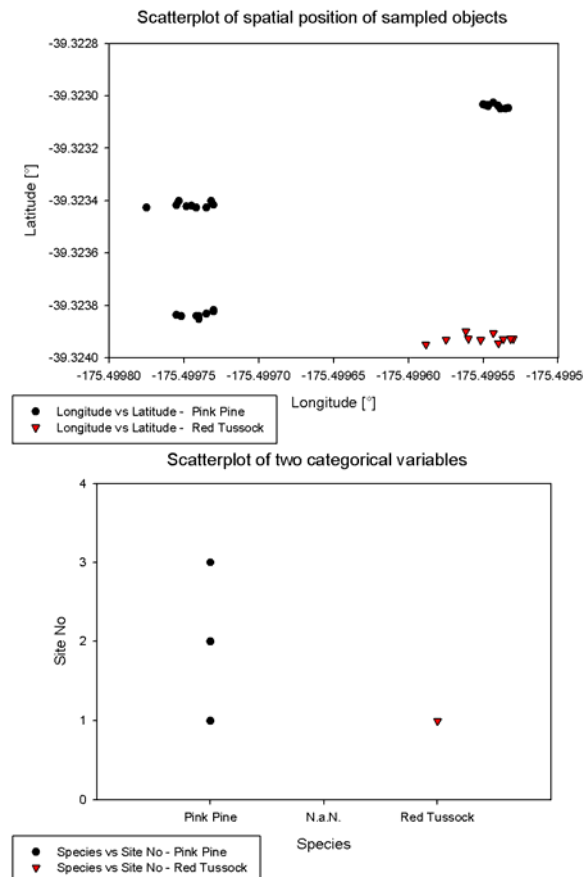 Scatterplot of spatial position of sampled objects
-39.3228
-39.3230
-39.3232
-39.3234
-39.3236
-39.3238
-39.3240
Latitude [°]
-175.49980 -175.49975 -175.49970 -175.49965 -175.49960 -175.49955 -175.4995
Longitude [°]
Longitude vs Latitude - Pink Pine
Longitude vs Latitude - Red Tussock
Scatterplot of two categorical variables
4
3
2
1
0
Site No
Pink Pine N.a.N. Red Tussock
Species
Species vs Site No - Pink Pine
Species vs Site No - Red Tussock